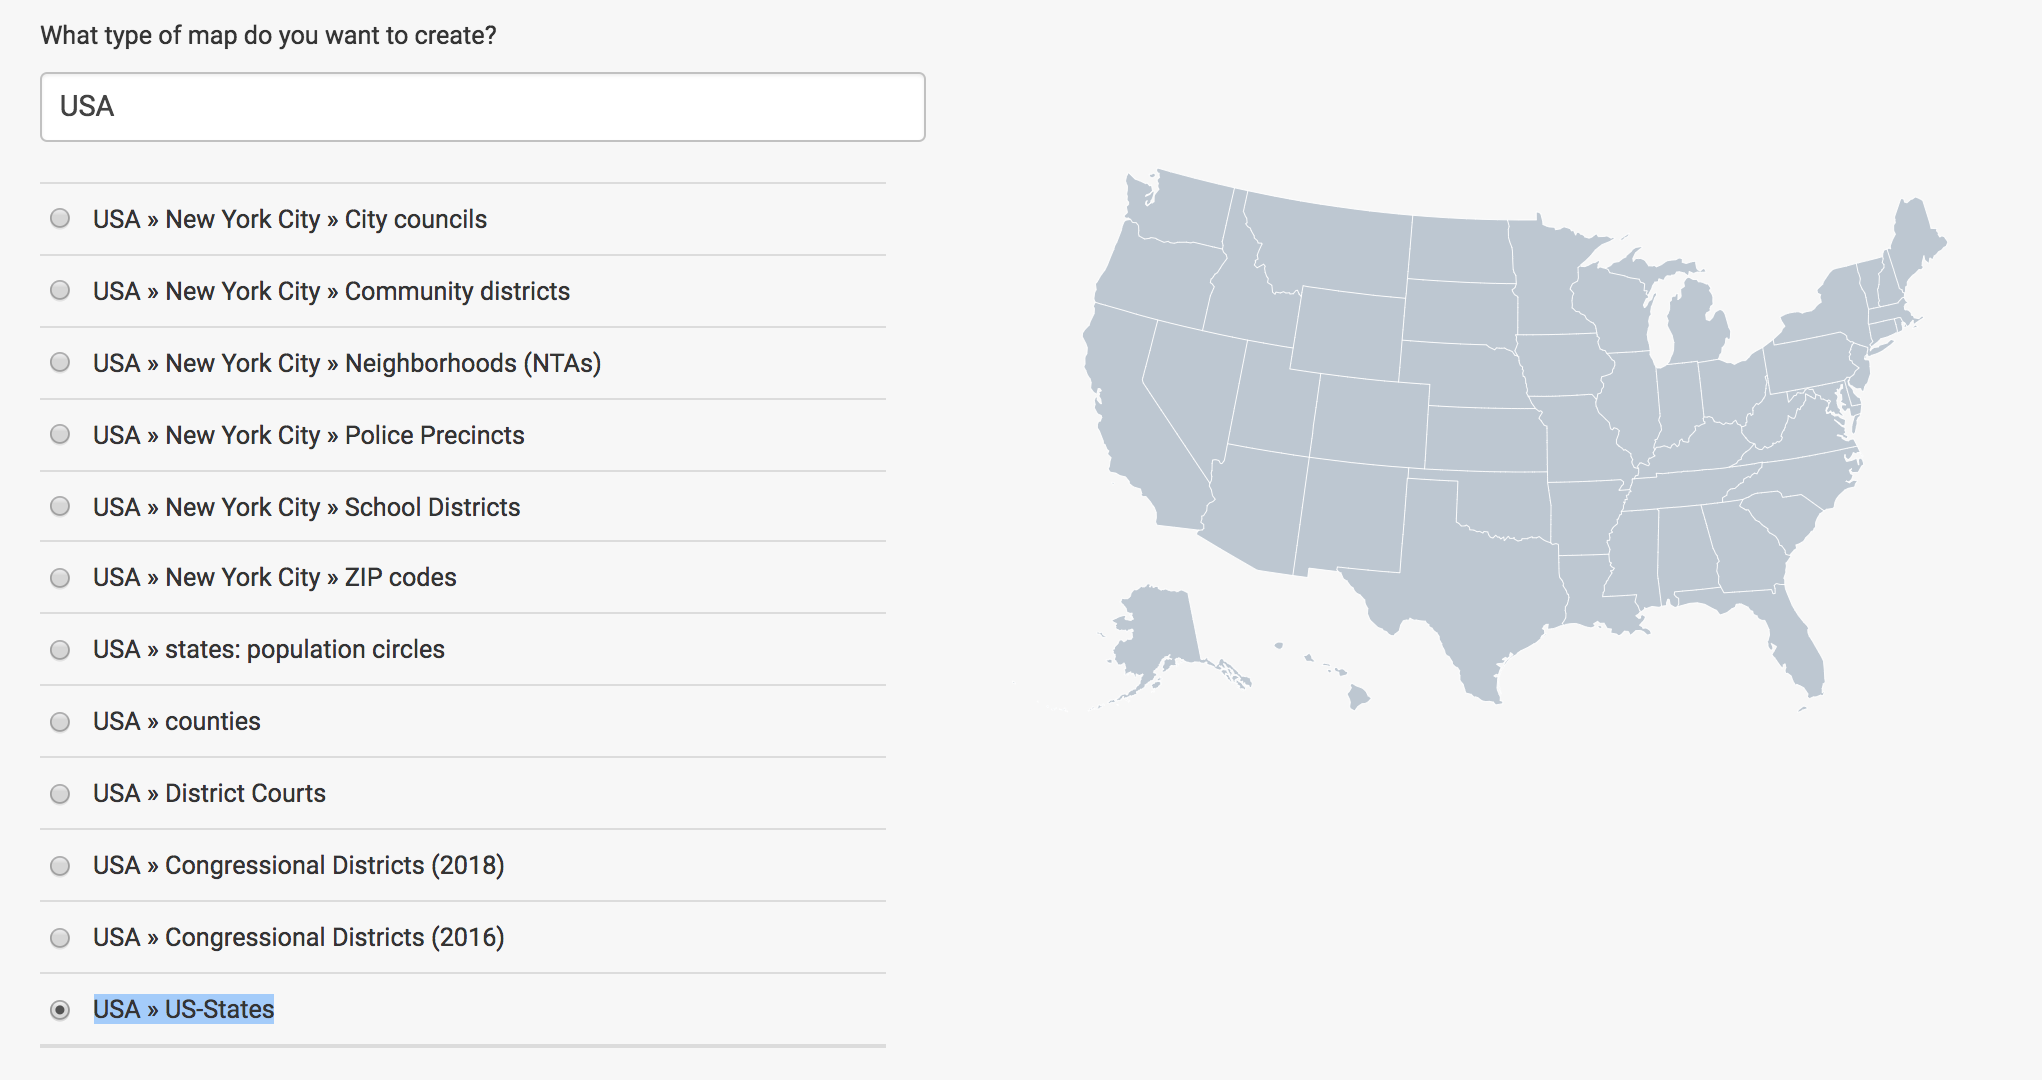 What type of map do you want to create?
USA
USA » New York City » City councils
USA » New York City » Community districts
USA » New York City » Neighborhoods (NTAs)
USA » New York City » Police Precincts
USA » New York City » School Districts
USA » New York City » ZIP codes
USA » states: population circles
USA » counties
USA » District Courts
USA » Congressional Districts (2018)
USA » Congressional Districts (2016)
USA » US-States